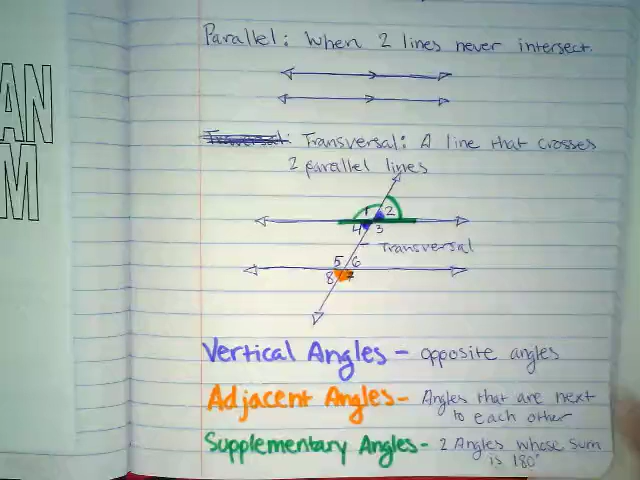 AN
M
Parallel: When 2 lines never intersect.
Transversal: Transversal: A line that crosses
2 parallel lines
1 2
4 3
Transversal
5 6
8 7
Vertical Angles - opposite angles
Adjacent Angles- Angles that are next
to each other
Supplementary Angles- 2 Angles whose sum
is 180°